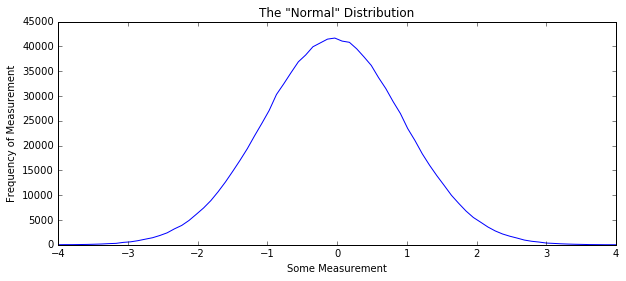 The "Normal" Distribution
Frequency of Measurement
45000
40000
35000
30000
25000
20000
15000
10000
5000
0
−4 −3 −2 −1 0 1 2 3 4
Some Measurement